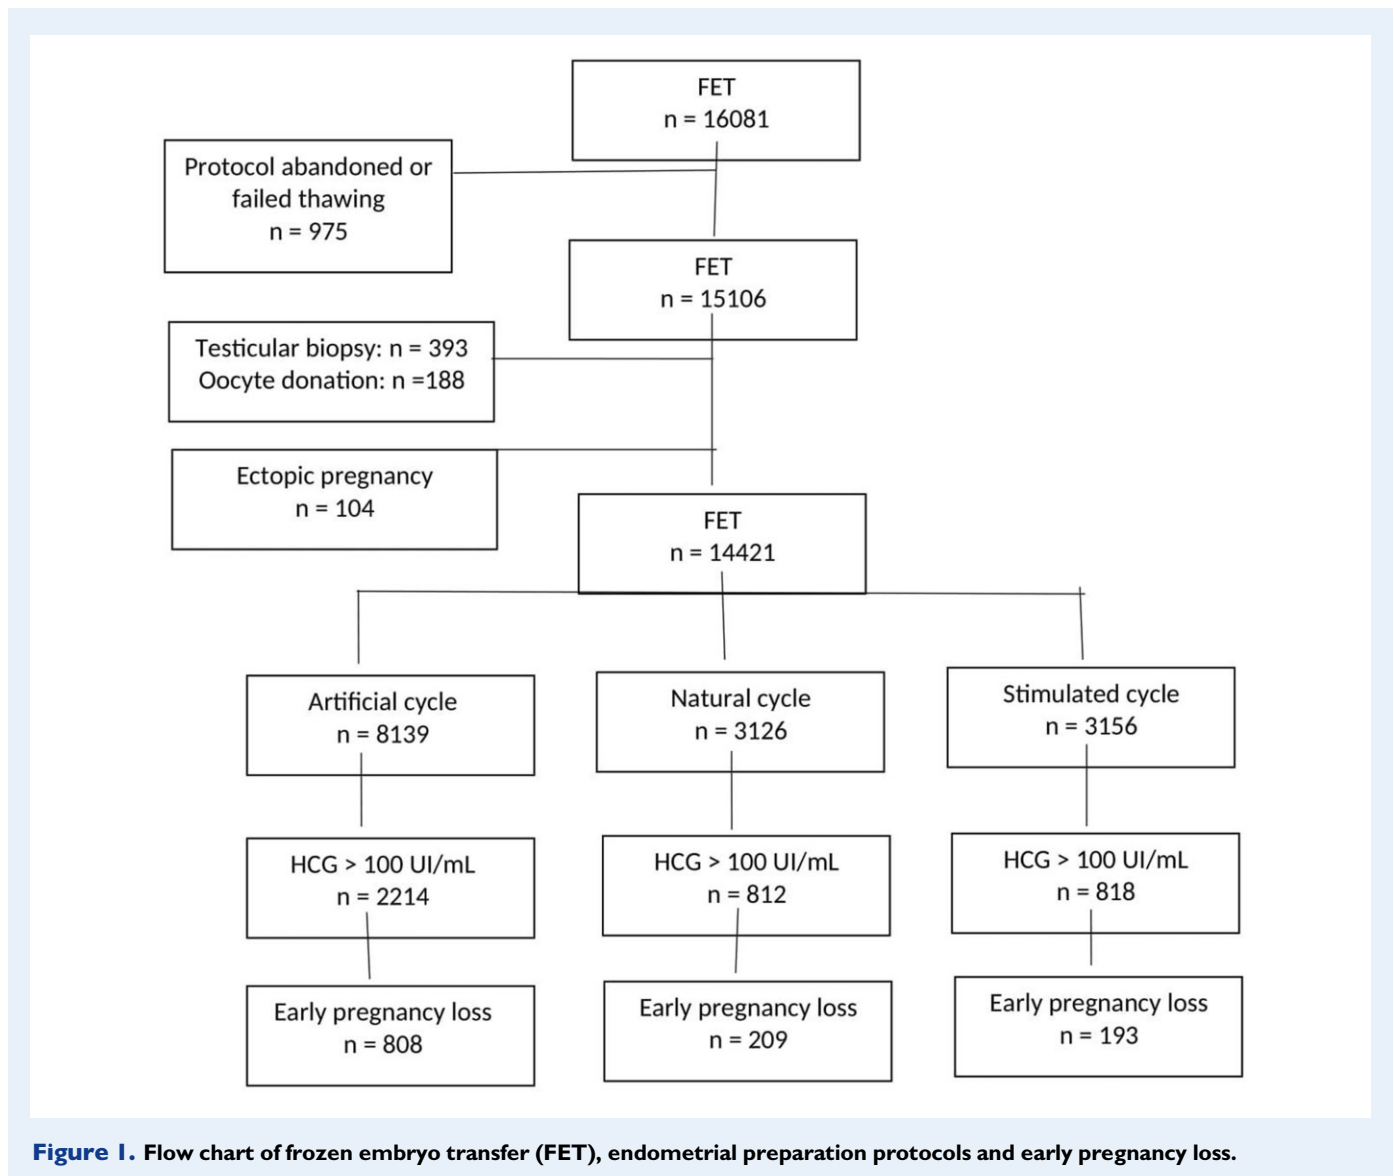 FET
n = 16081
Protocol abandoned or
failed thawing
n = 975
FET
n = 15106
Testicular biopsy: n = 393
Oocyte donation: n =188
Ectopic pregnancy
n = 104
FET
n = 14421
Artificial cycle
n = 8139
Natural cycle
n = 3126
Stimulated cycle
n = 3156
HCG > 100 UI/mL
n = 2214
HCG > 100 UI/mL
n = 812
HCG > 100 UI/mL
n = 818
Early pregnancy loss
n = 808
Early pregnancy loss
n = 209
Early pregnancy loss
n = 193
Figure 1. Flow chart of frozen embryo transfer (FET), endometrial preparation protocols and early pregnancy loss.